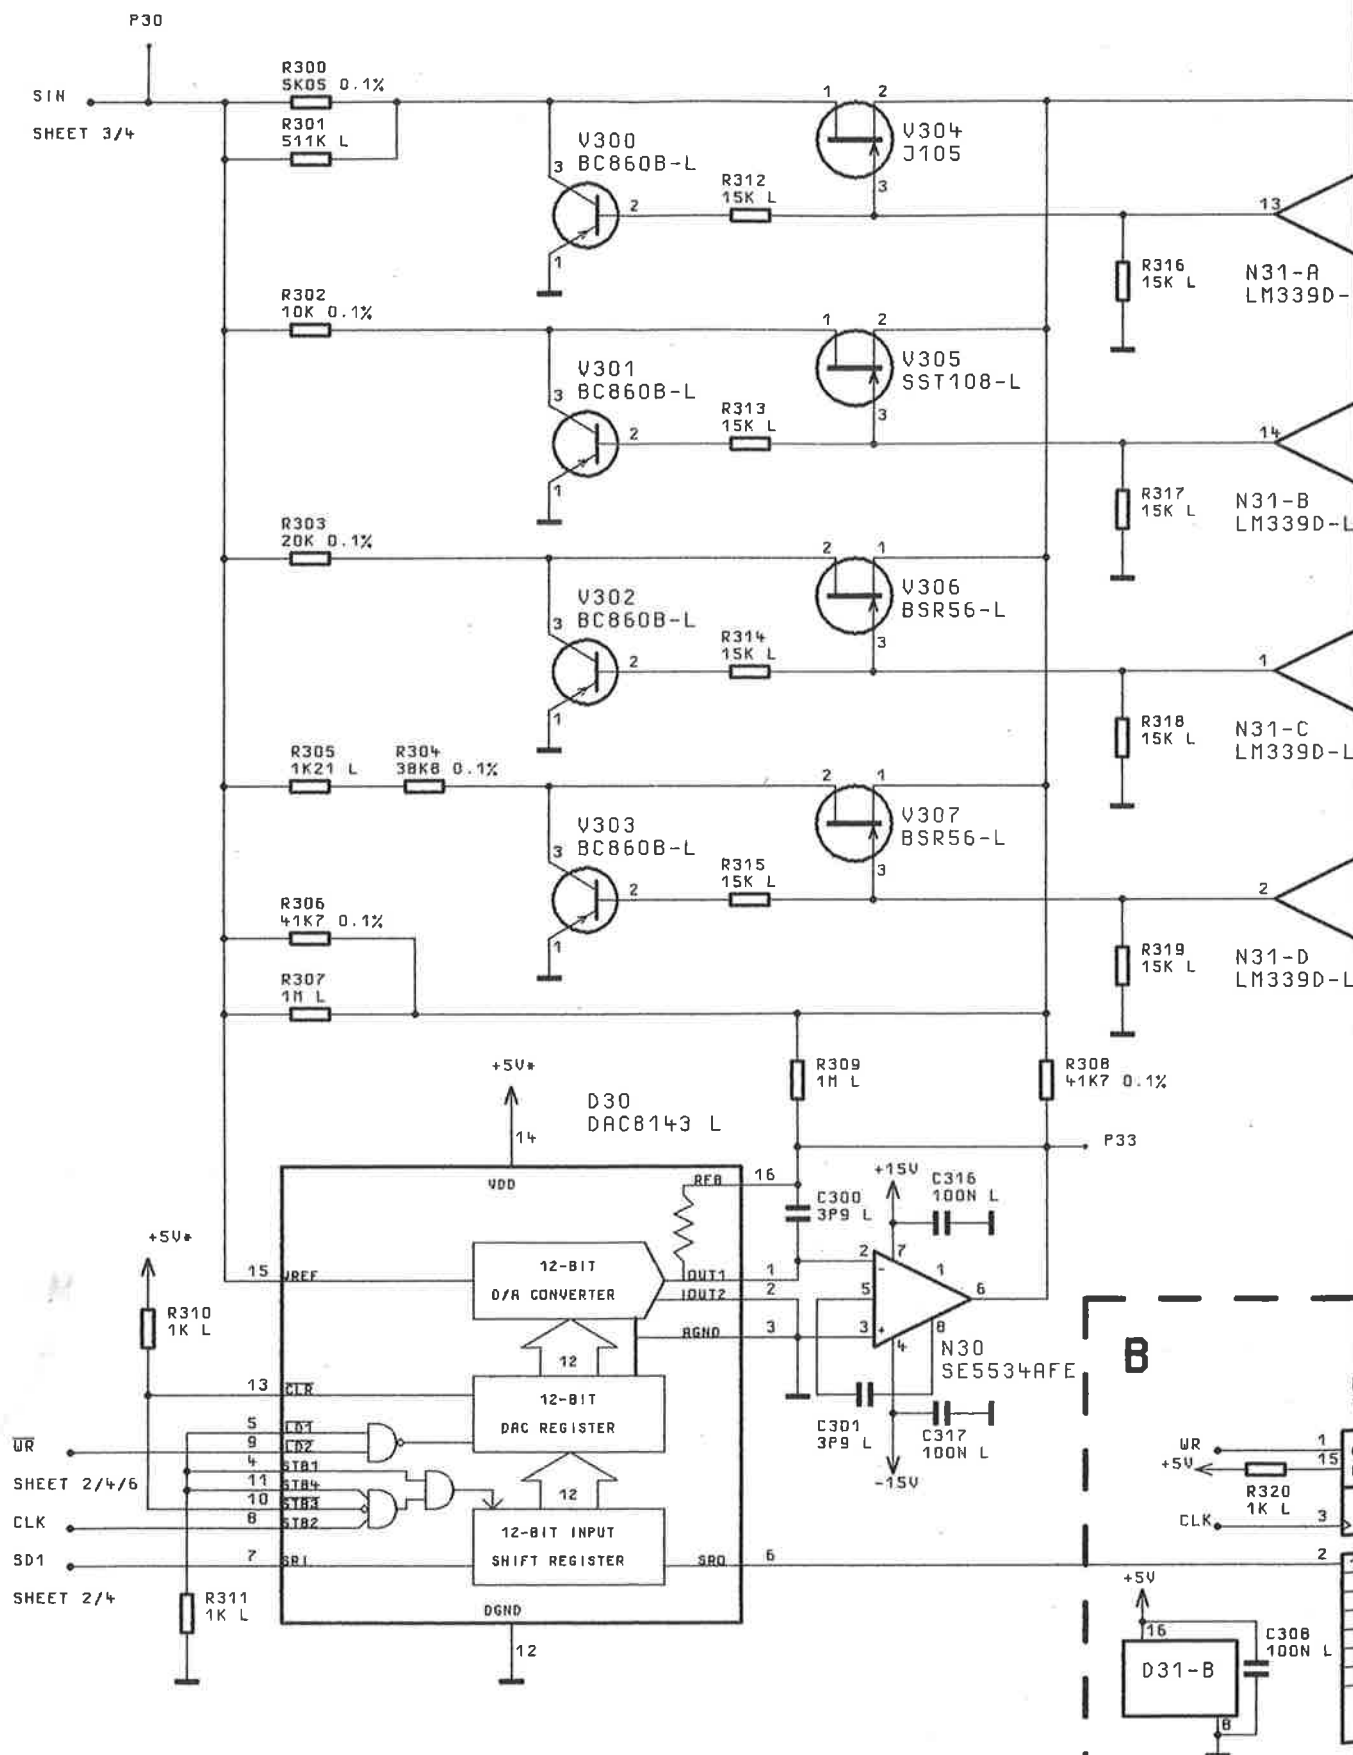 P30
SIN
SHEET 3/4
R300
5K05 0.1%
R301
511K L
V300
BC860B-L
3
2
1
R312
15K L
1
2
V304
J105
3
13
R316
15K L
N31-A
LM339D-
R302
10K 0.1%
V301
BC860B-L
3
2
1
R313
15K L
1
2
V305
SST108-L
3
14
R317
15K L
N31-B
LM339D-L
R303
20K 0.1%
V302
BC860B-L
3
2
1
R314
15K L
2
1
V306
BSR56-L
3
1
R318
15K L
N31-C
LM339D-L
R305
1K21 L
R304
38K8 0.1%
V303
BC860B-L
3
2
1
R315
15K L
2
1
V307
BSR56-L
3
2
R319
15K L
N31-D
LM339D-L
R306
41K7 0.1%
R307
1M L
R309
1M L
R308
41K7 0.1%
P33
+5V*
14
D30
DAC8143 L
VDD
RFB
16
C300
3P9 L
+15V
C316
100N L
7
+5V*
R310
1K L
15
VREF
12-BIT
D/A CONVERTER
IOUT1
1
IOUT2
2
AGND
3
2
-
5
3
+
1
6
8
4
N30
SE5534AFE
C301
3P9 L
C317
100N L
-15V
12
12-BIT
DAC REGISTER
13
CLR
5
LD1
9
LD2
4
STB1
11
STB4
10
STB3
8
STB2
7
SRI
12
12-BIT INPUT
SHIFT REGISTER
SRO
6
DGND
12
WR
SHEET 2/4/6
CLK
SD1
SHEET 2/4
R311
1K L
B
WR
1
+5V
15
R320
1K L
CLK
3
2
+5V
16
C308
100N L
D31-B
8